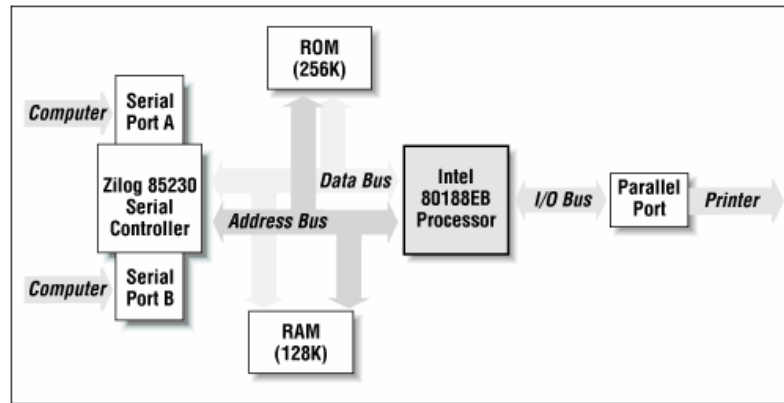 ROM
(256K)
Computer
Serial
Port A
Zilog 85230
Serial
Controller
Data Bus
Address Bus
Intel
80188EB
Processor
I/O Bus
Parallel
Port
Printer
Computer
Serial
Port B
RAM
(128K)